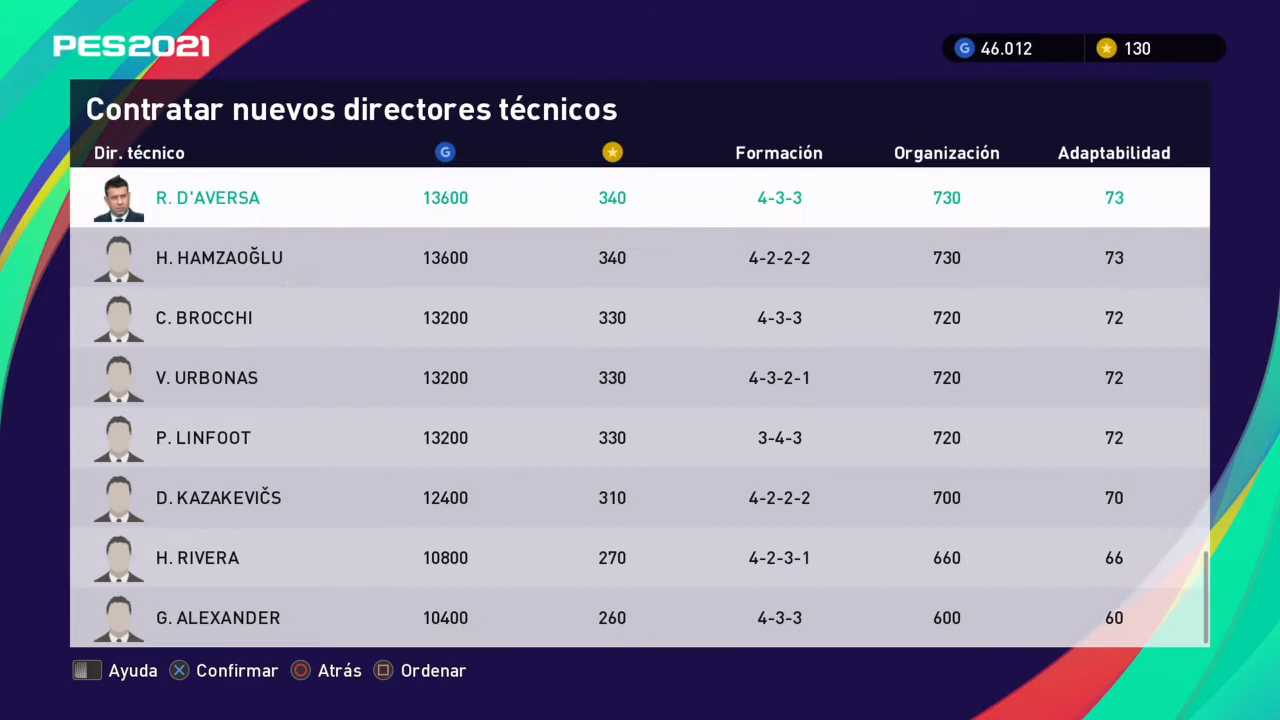 PES2021
G 46.012 130
Contratar nuevos directores técnicos
Dir. técnico G Formación Organización Adaptabilidad
R. D'AVERSA 13600 340 4-3-3 730 73
H. HAMZAOĞLU 13600 340 4-2-2-2 730 73
C. BROCCHI 13200 330 4-3-3 720 72
V. URBONAS 13200 330 4-3-2-1 720 72
P. LINFOOT 13200 330 3-4-3 720 72
D. KAZAKEVIČS 12400 310 4-2-2-2 700 70
H. RIVERA 10800 270 4-2-3-1 660 66
G. ALEXANDER 10400 260 4-3-3 600 60
Ayuda Confirmar Atrás Ordenar